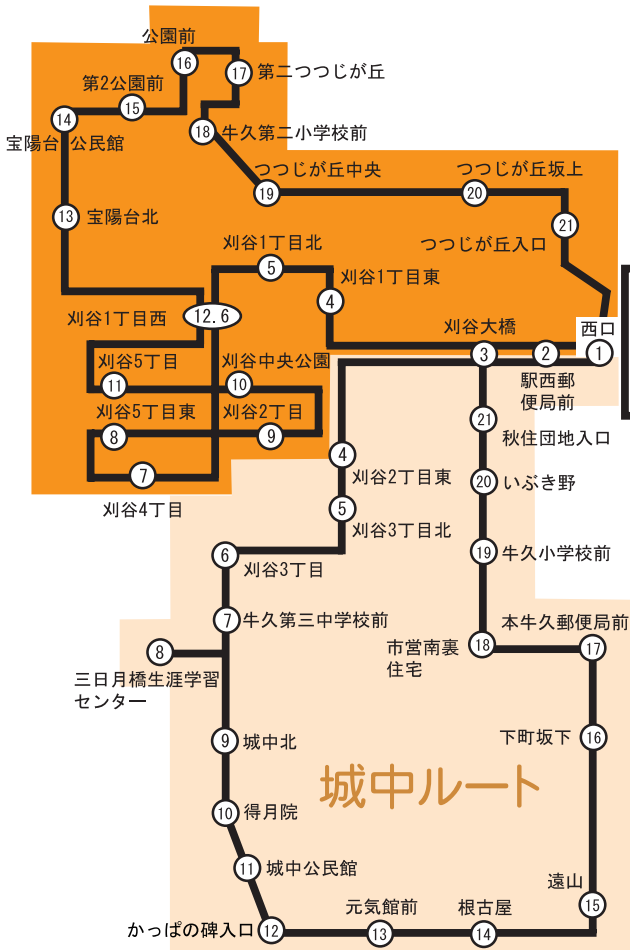 公園前
16
17
第二つつじが丘
第2公園前
15
14
宝陽台公民館
18
牛久第二小学校前
つつじが丘中央
19
つつじが丘坂上
20
13
宝陽台北
21
つつじが丘入口
刈谷1丁目北
5
刈谷1丁目東
4
刈谷1丁目西
12.6
刈谷大橋
3
2
西口
1
駅西郵
便局前
刈谷5丁目
11
刈谷中央公園
10
刈谷5丁目東
8
刈谷2丁目
9
7
刈谷4丁目
21
秋住団地入口
4
刈谷2丁目東
20
いぶき野
5
刈谷3丁目北
6
刈谷3丁目
19
牛久小学校前
7
牛久第三中学校前
8
三日月橋生涯学習
センター
市営南裏
住宅
18
本牛久郵便局前
17
9
城中北
下町坂下
16
城中ルート
10
得月院
11
城中公民館
遠山
15
かっぱの碑入口
12
元気館前
13
根古屋
14